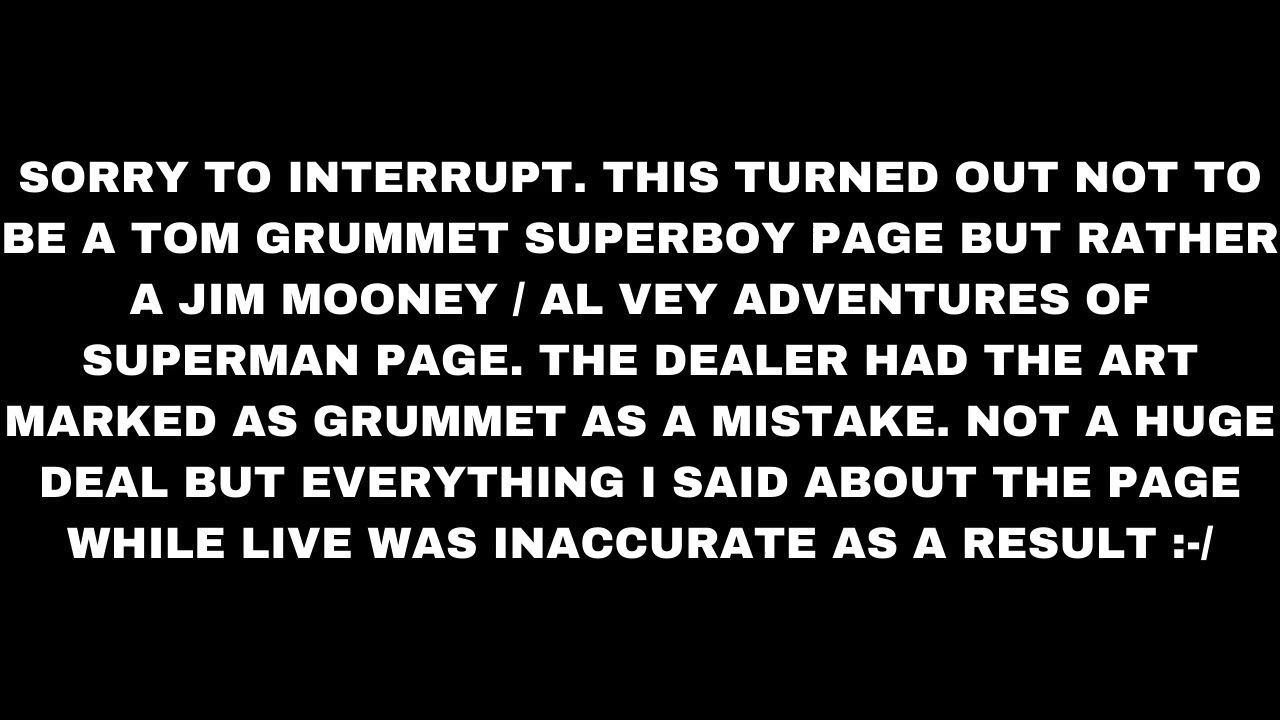 SORRY TO INTERRUPT. THIS TURNED OUT NOT TO
BE A TOM GRUMMET SUPERBOY PAGE BUT RATHER
A JIM MOONEY / AL VEY ADVENTURES OF
SUPERMAN PAGE. THE DEALER HAD THE ART
MARKED AS GRUMMET AS A MISTAKE. NOT A HUGE
DEAL BUT EVERYTHING I SAID ABOUT THE PAGE
WHILE LIVE WAS INACCURATE AS A RESULT :-/